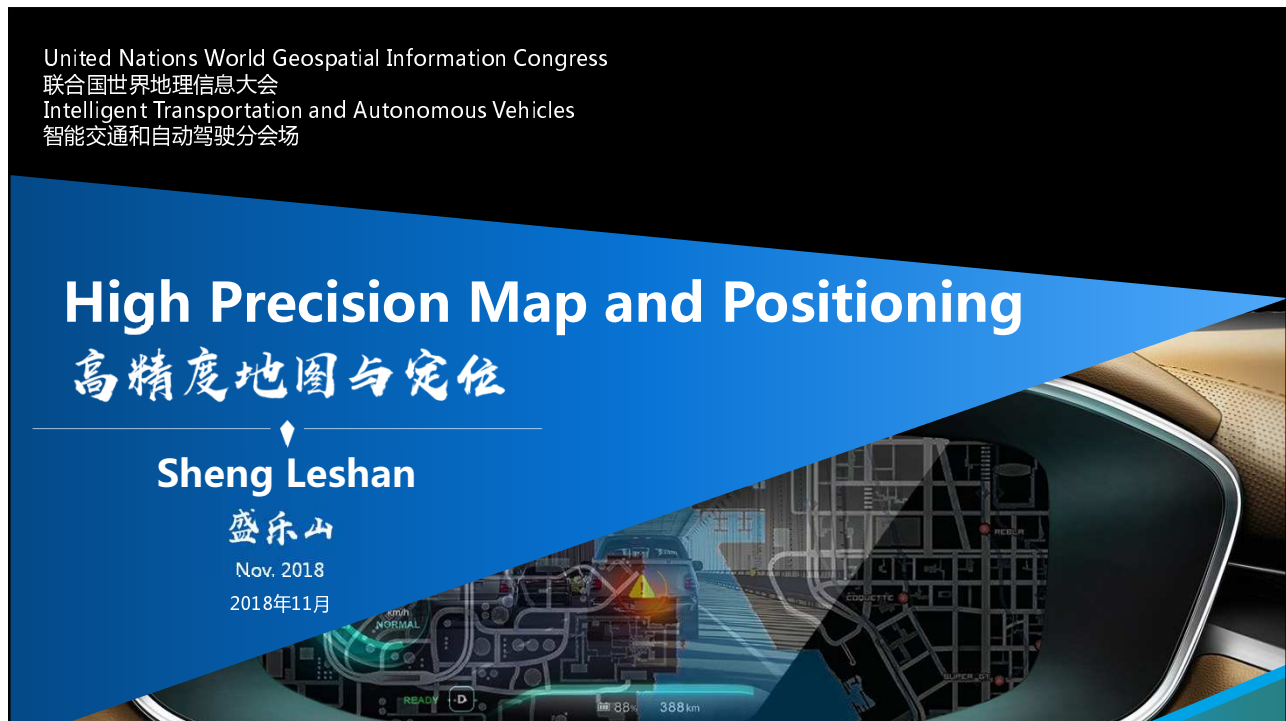 United Nations World Geospatial Information Congress
联合国世界地理信息大会
Intelligent Transportation and Autonomous Vehicles
智能交通和自动驾驶分会场
High Precision Map and Positioning
高精度地图与定位
Sheng Leshan
盛乐山
Nov. 2018
2018年11月
km/h
NORMAL
COQUETTE
SUPER GT
READY D
88% 388km